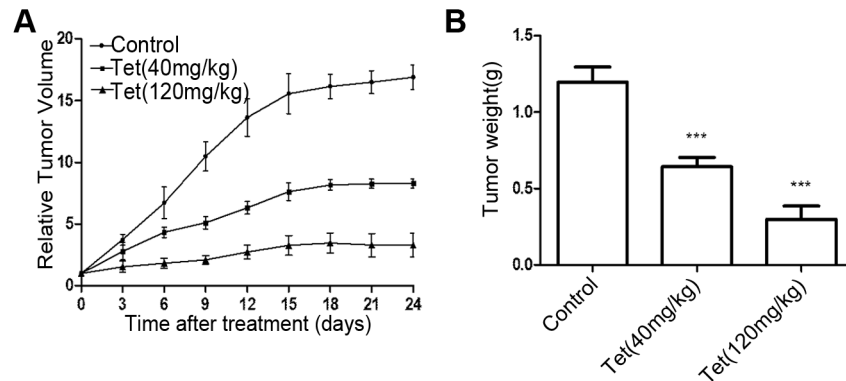 A
Relative Tumor Volume
20
15
10
5
0
Control
Tet(40mg/kg)
Tet(120mg/kg)
0 3 6 9 12 15 18 21 24
Time after treatment (days)
B
Tumor weight(g)
1.5
1.0
0.5
0.0
***
***
Control
Tet(40mg/kg)
Tet(120mg/kg)